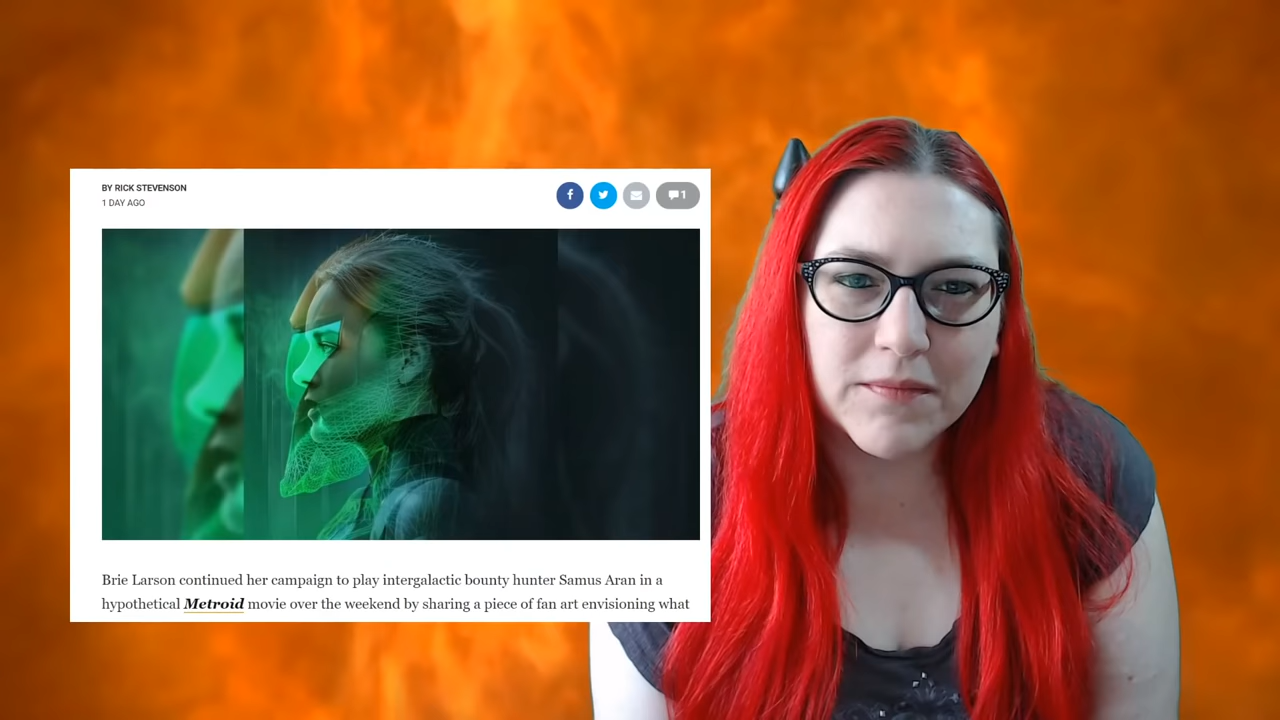 BY RICK STEVENSON
1 DAY AGO
1
Brie Larson continued her campaign to play intergalactic bounty hunter Samus Aran in a
hypothetical Metroid movie over the weekend by sharing a piece of fan art envisioning what